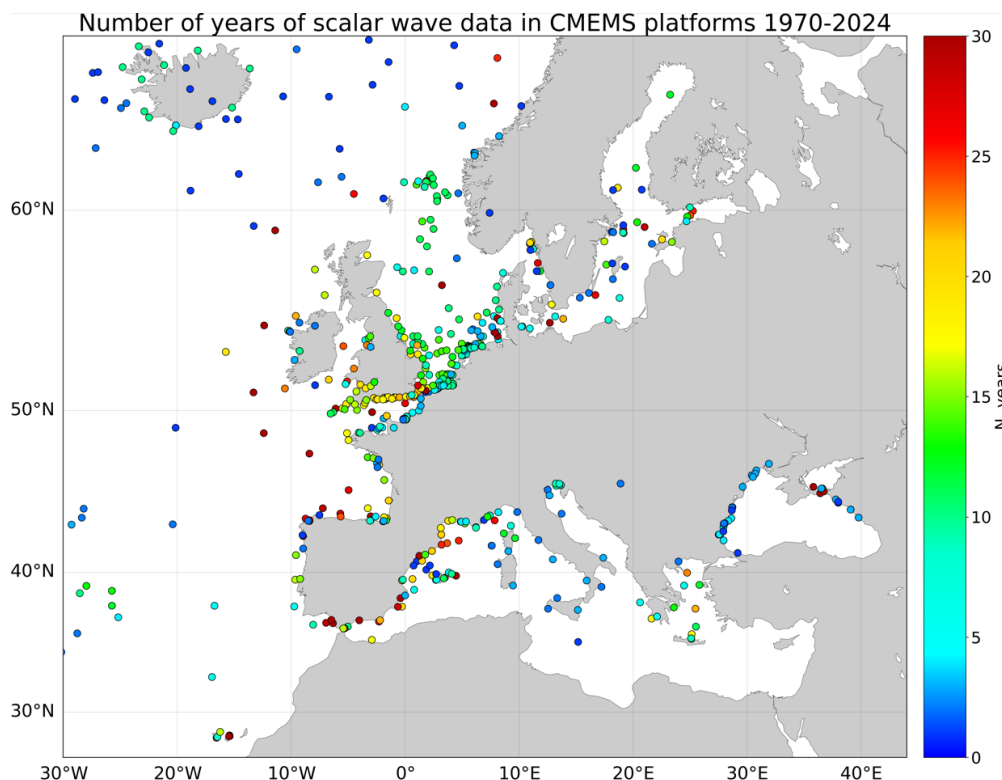 Number of years of scalar wave data in CMEMS platforms 1970-2024
60°N
50°N
40°N
30°N
30°W
20°W
10°W
0°
10°E
20°E
30°E
40°E
30
25
20
15
10
5
0
N. years